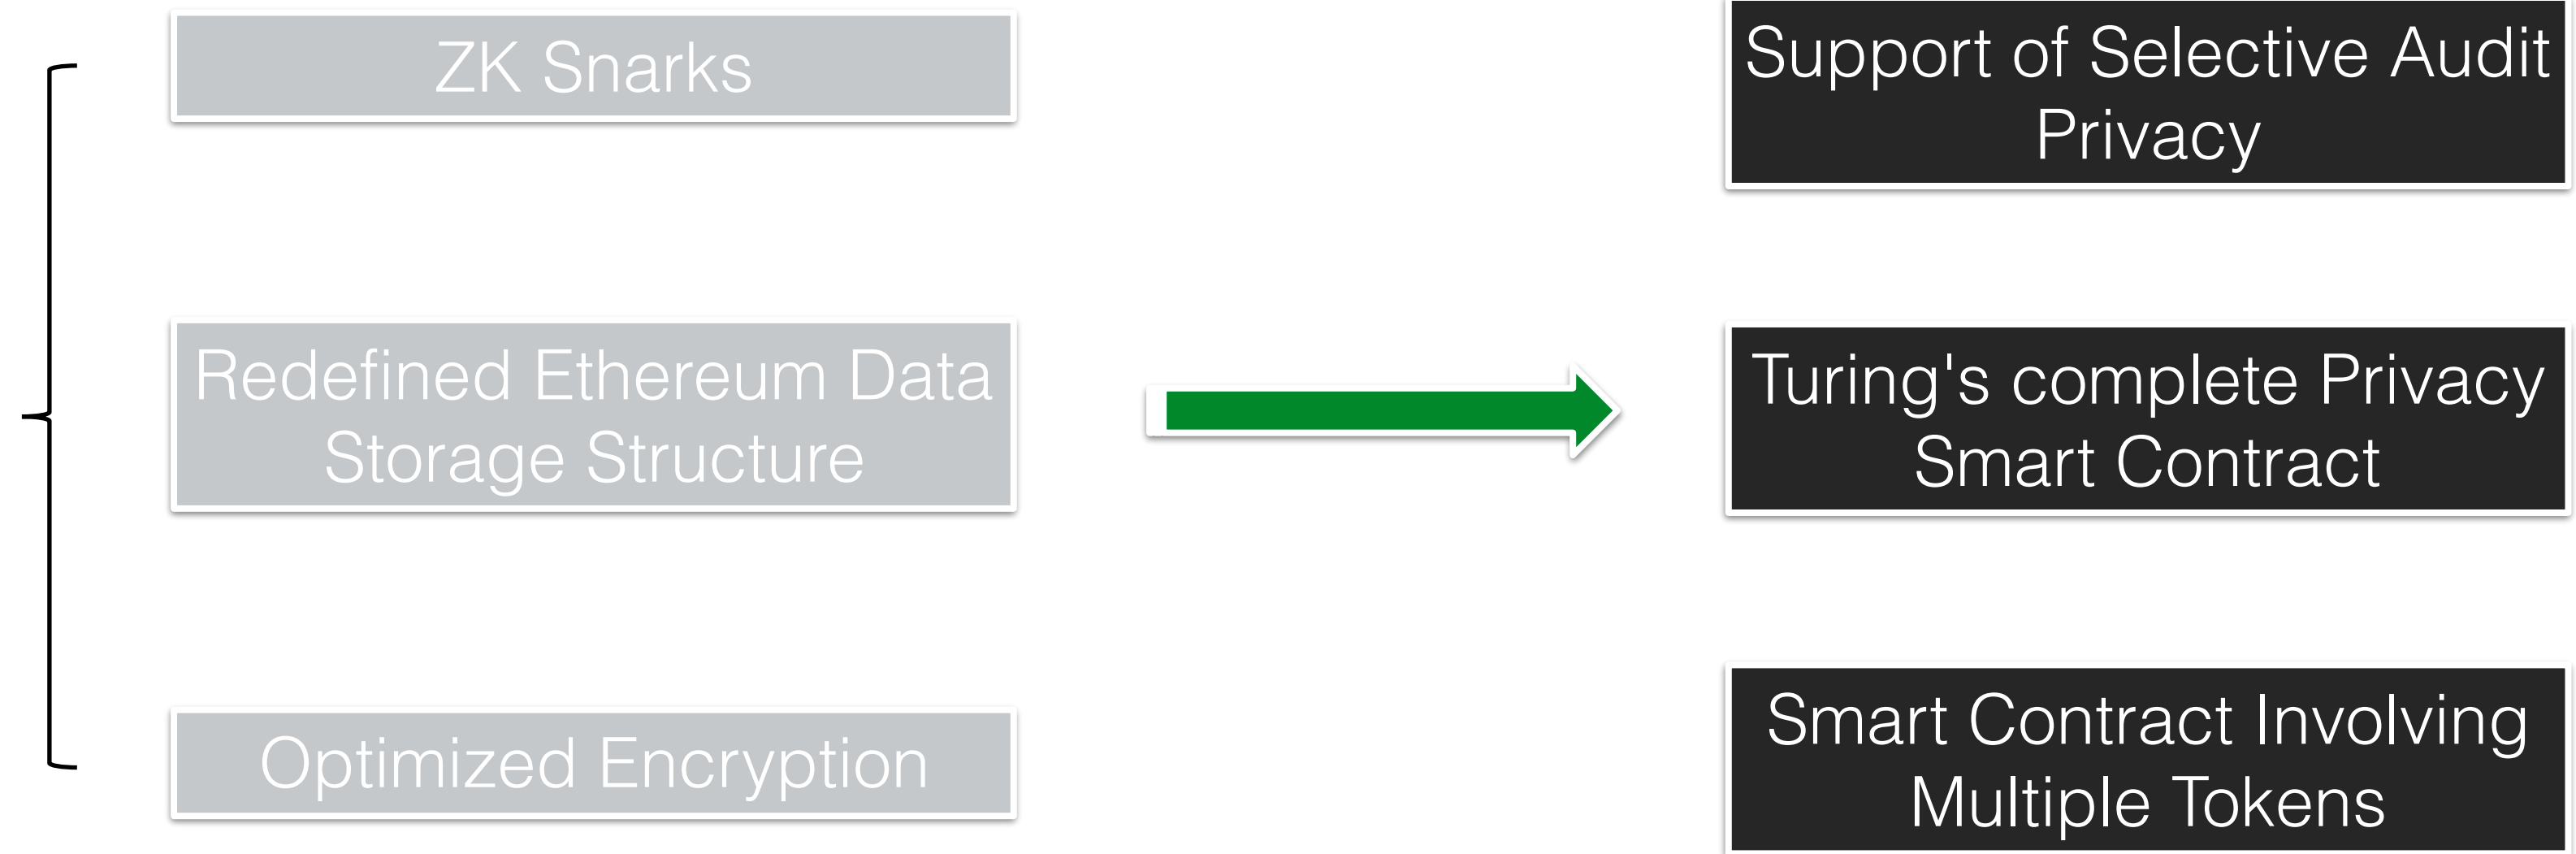 ZK Snarks
Redefined Ethereum Data
Storage Structure
Optimized Encryption
Support of Selective Audit
Privacy
Turing's complete Privacy
Smart Contract
Smart Contract Involving
Multiple Tokens